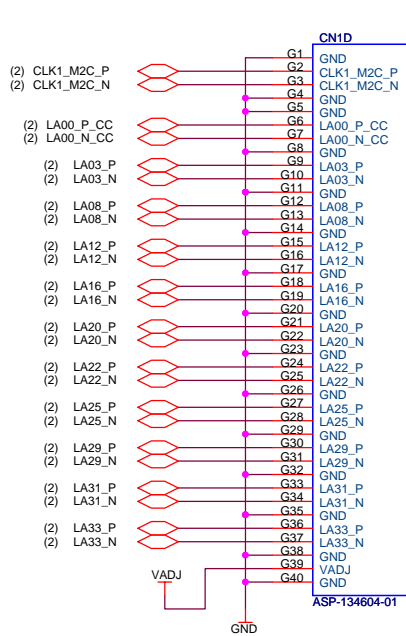 CN1D
G1 GND
(2) CLK1_M2C_P G2 CLK1_M2C_P
(2) CLK1_M2C_N G3 CLK1_M2C_N
G4 GND
G5 GND
(2) LA00_P_CC G6 LA00_P_CC
(2) LA00_N_CC G7 LA00_N_CC
G8 GND
(2) LA03_P G9 LA03_P
(2) LA03_N G10 LA03_N
G11 GND
(2) LA08_P G12 LA08_P
(2) LA08_N G13 LA08_N
G14 GND
(2) LA12_P G15 LA12_P
(2) LA12_N G16 LA12_N
G17 GND
(2) LA16_P G18 LA16_P
(2) LA16_N G19 LA16_N
G20 GND
(2) LA20_P G21 LA20_P
(2) LA20_N G22 LA20_N
G23 GND
(2) LA22_P G24 LA22_P
(2) LA22_N G25 LA22_N
G26 GND
(2) LA25_P G27 LA25_P
(2) LA25_N G28 LA25_N
G29 GND
(2) LA29_P G30 LA29_P
(2) LA29_N G31 LA29_N
G32 GND
(2) LA31_P G33 LA31_P
(2) LA31_N G34 LA31_N
G35 GND
(2) LA33_P G36 LA33_P
(2) LA33_N G37 LA33_N
G38 GND
G39 VADJ
VADJ G40 GND
ASP-134604-01
GND